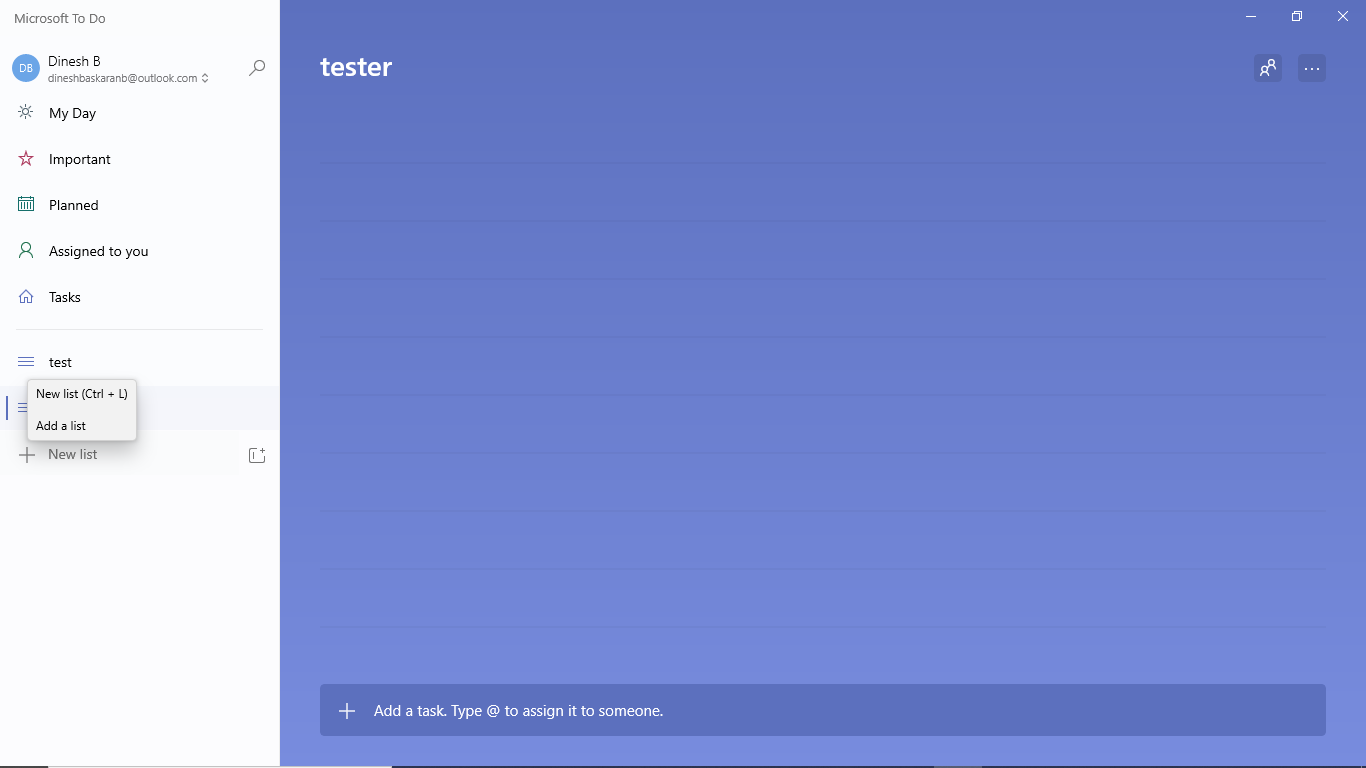 Microsoft To Do
DB
Dinesh B
dineshbaskaranb@outlook.com
My Day
Important
Planned
Assigned to you
Tasks
test
New list (Ctrl + L)
Add a list
New list
tester
Add a task. Type @ to assign it to someone.